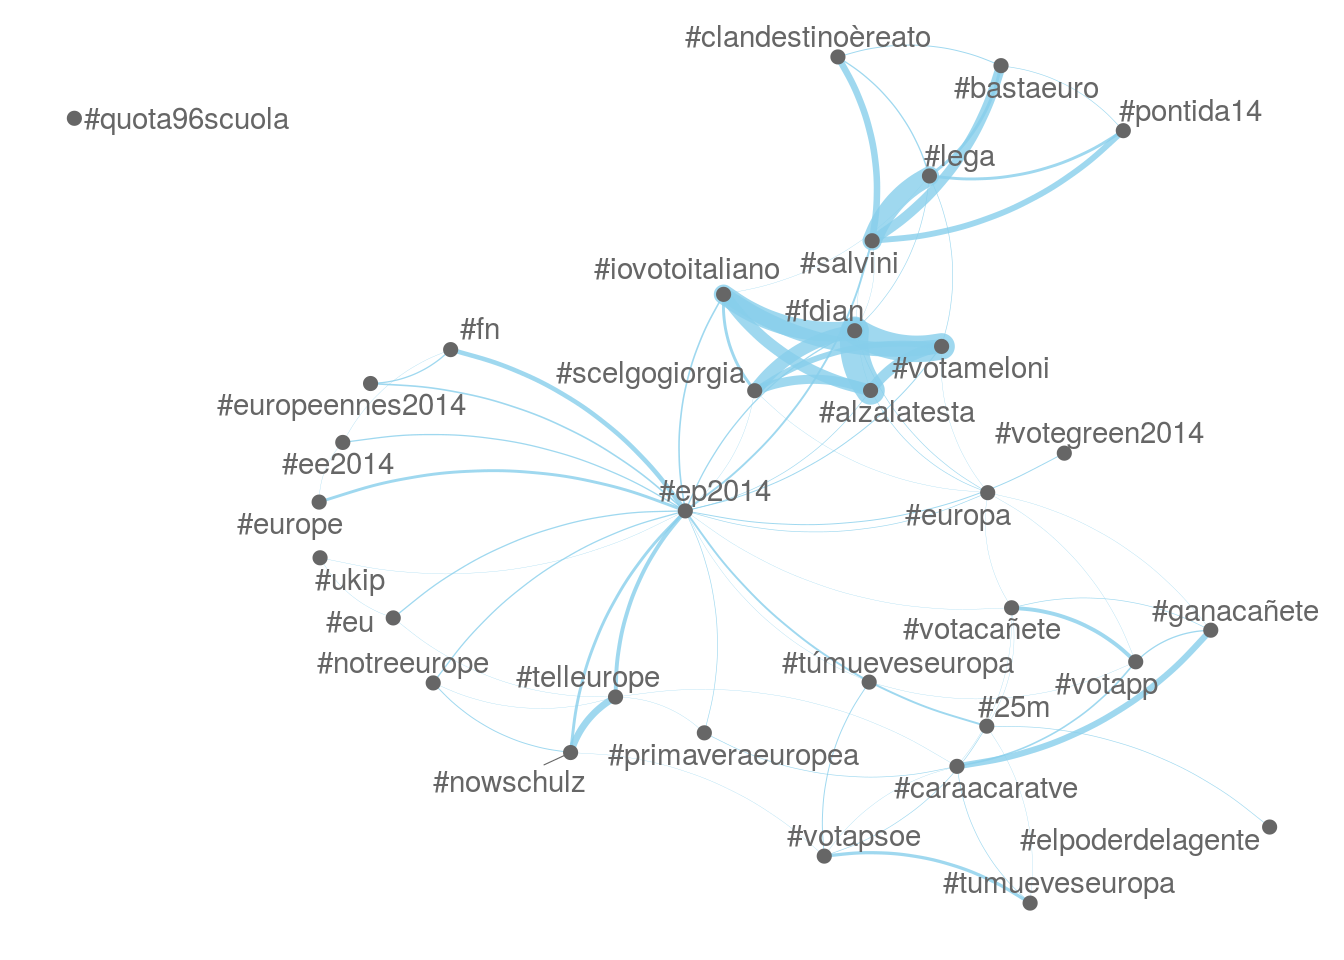 #clandestinoèreato
#bastaeuro
#pontida14
#quota96scuola
#lega
#salvini
#iovotoitaliano
#fdian
#fn
#votameloni
#scelgogiorgia
#europeennes2014
#alzalatesta
#votegreen2014
#ee2014
#ep2014
#europa
#europe
#ukip
#ganacañete
#eu
#votacañete
#notreeurope
#túmueveseuropa
#telleurope
#votapp
#25m
#primaveraeuropea
#nowschulz
#caraacaratve
#votapsoe
#elpoderdelagente
#tumueveseuropa